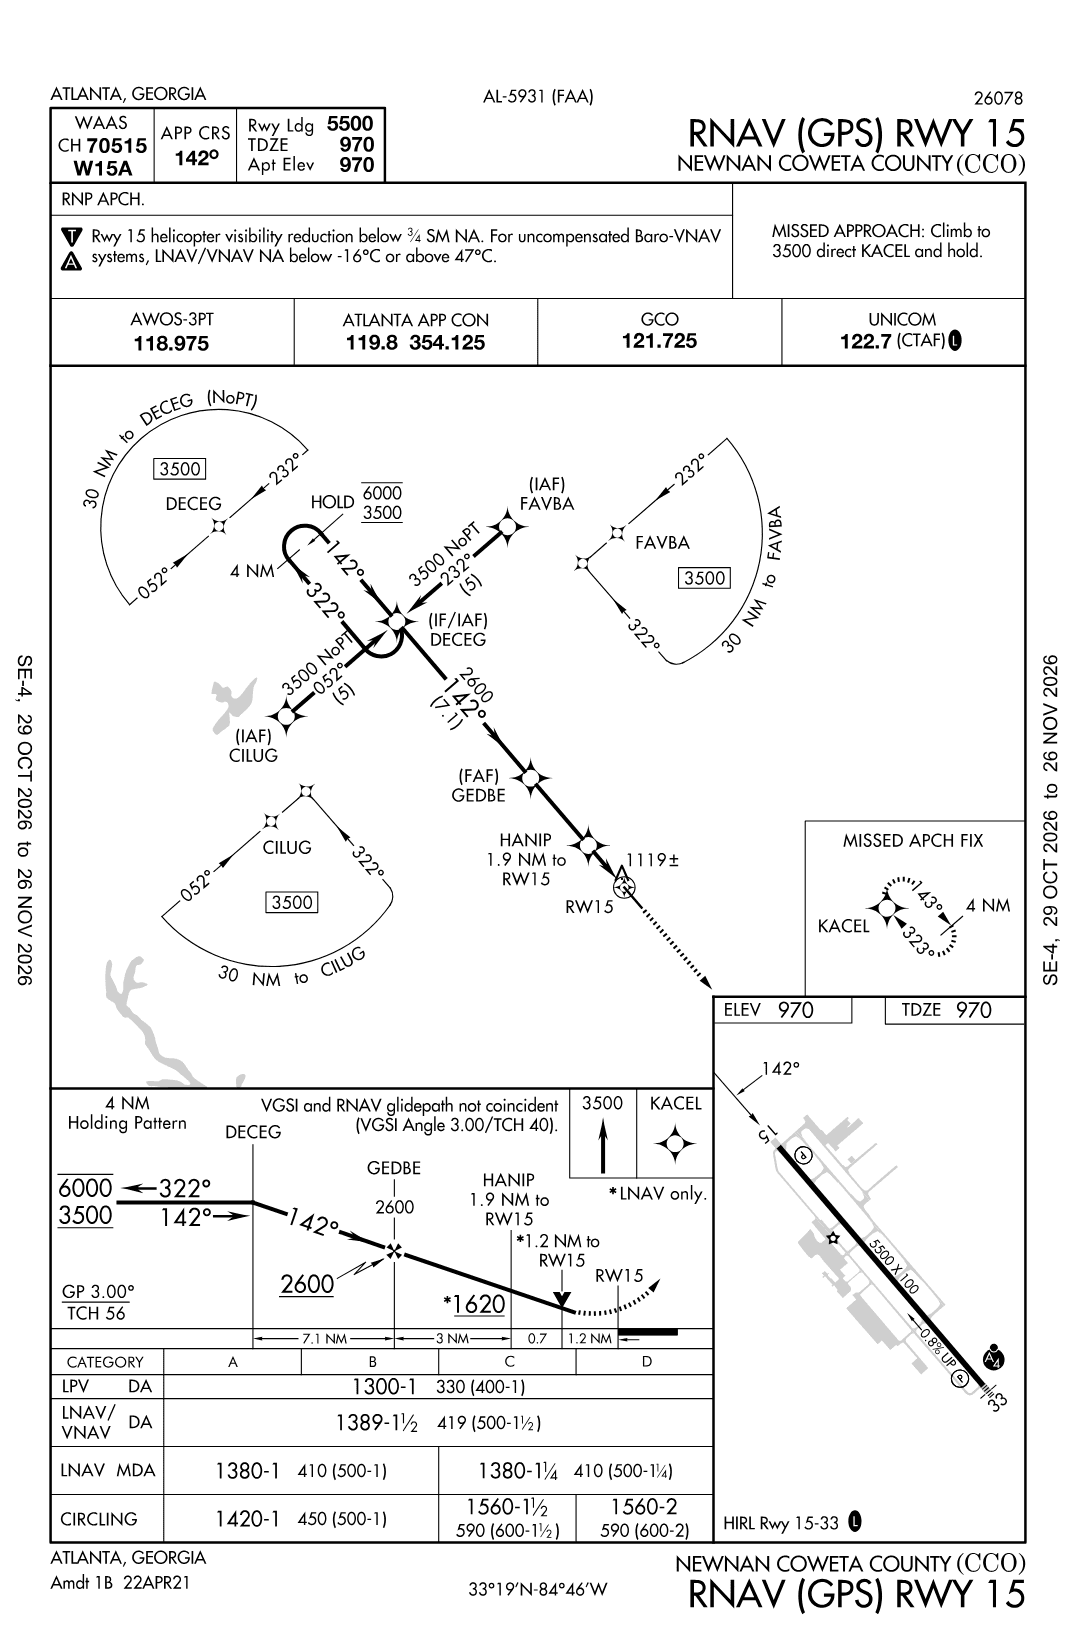 ATLANTA, GEORGIA
AL-5931 (FAA)
26078
WAAS
CH 70515
W15A
APP CRS
142°
Rwy Ldg 5500
TDZE 970
Apt Elev 970
RNAV (GPS) RWY 15
NEWNAN COWETA COUNTY (CCO)
RNP APCH.
T
A
Rwy 15 helicopter visibility reduction below ¾ SM NA. For uncompensated Baro-VNAV
systems, LNAV/VNAV NA below -16°C or above 47°C.
MISSED APPROACH: Climb to
3500 direct KACEL and hold.
AWOS-3PT
118.975
ATLANTA APP CON
119.8 354.125
GCO
121.725
UNICOM
122.7 (CTAF) L
30 NM to DECEG (NoPT)
3500
232°
DECEG
052°
HOLD
6000
3500
4 NM
142°
322°
(IAF)
FAVBA
3500 NoPT
232°
(5)
(IF/IAF)
DECEG
232°
FAVBA
3500
322°
30 NM to FAVBA
3500 NoPT
052°
(5)
(IAF)
CILUG
2600
142°
(7.1)
(FAF)
GEDBE
HANIP
1.9 NM to
RW15
1119±
RW15
CILUG
052°
322°
3500
30 NM to CILUG
MISSED APCH FIX
KACEL
143°
323°
4 NM
SE-4, 29 OCT 2026 to 26 NOV 2026
SE-4, 29 OCT 2026 to 26 NOV 2026
ELEV 970
TDZE 970
142°
15
P
5500 X 100
0.8% UP
P
A4
33
HIRL Rwy 15-33 L
4 NM
Holding Pattern
VGSI and RNAV glidepath not coincident
(VGSI Angle 3.00/TCH 40).
3500
KACEL
DECEG
GEDBE
2600
HANIP
1.9 NM to
RW15
*LNAV only.
6000
322°
3500
142°
142°
*1.2 NM to
RW15
RW15
2600
*1620
GP 3.00°
TCH 56
7.1 NM
3 NM
0.7
1.2 NM
CATEGORY A B C D
LPV DA 1300-1 330 (400-1)
LNAV/
VNAV DA 1389-1½ 419 (500-1½)
LNAV MDA 1380-1 410 (500-1) 1380-1¼ 410 (500-1¼)
CIRCLING 1420-1 450 (500-1)
1560-1½
590 (600-1½)
1560-2
590 (600-2)
ATLANTA, GEORGIA
Amdt 1B 22APR21
33°19'N-84°46'W
NEWNAN COWETA COUNTY (CCO)
RNAV (GPS) RWY 15